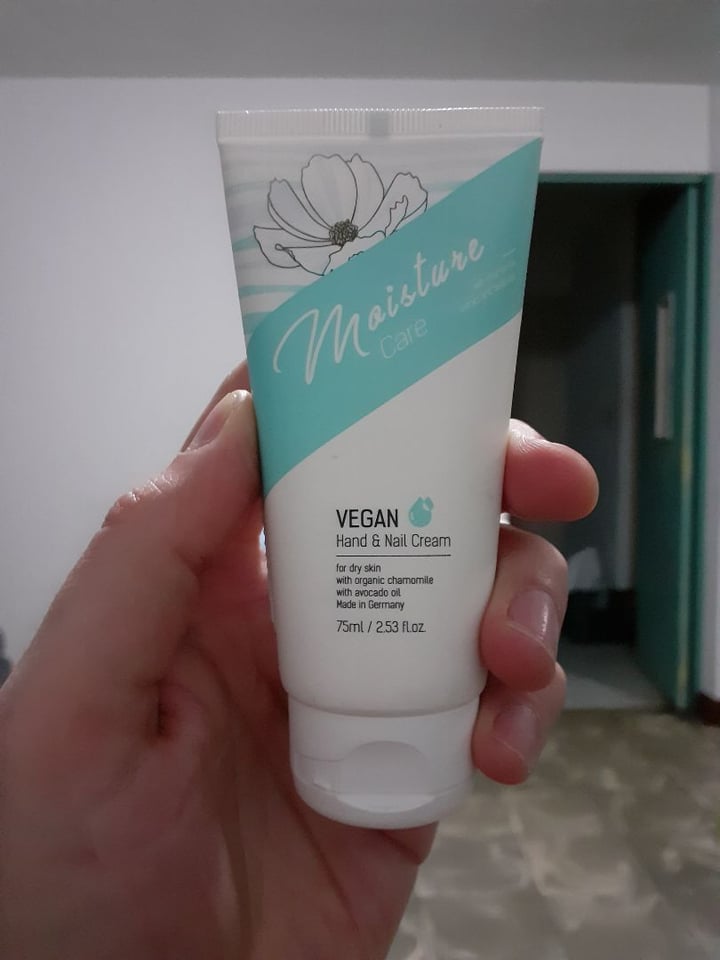 Moisture
Care
VEGAN
Hand & Nail Cream
for dry skin
with organic chamomile
with avocado oil
Made in Germany
75ml / 2.53 fl.oz.